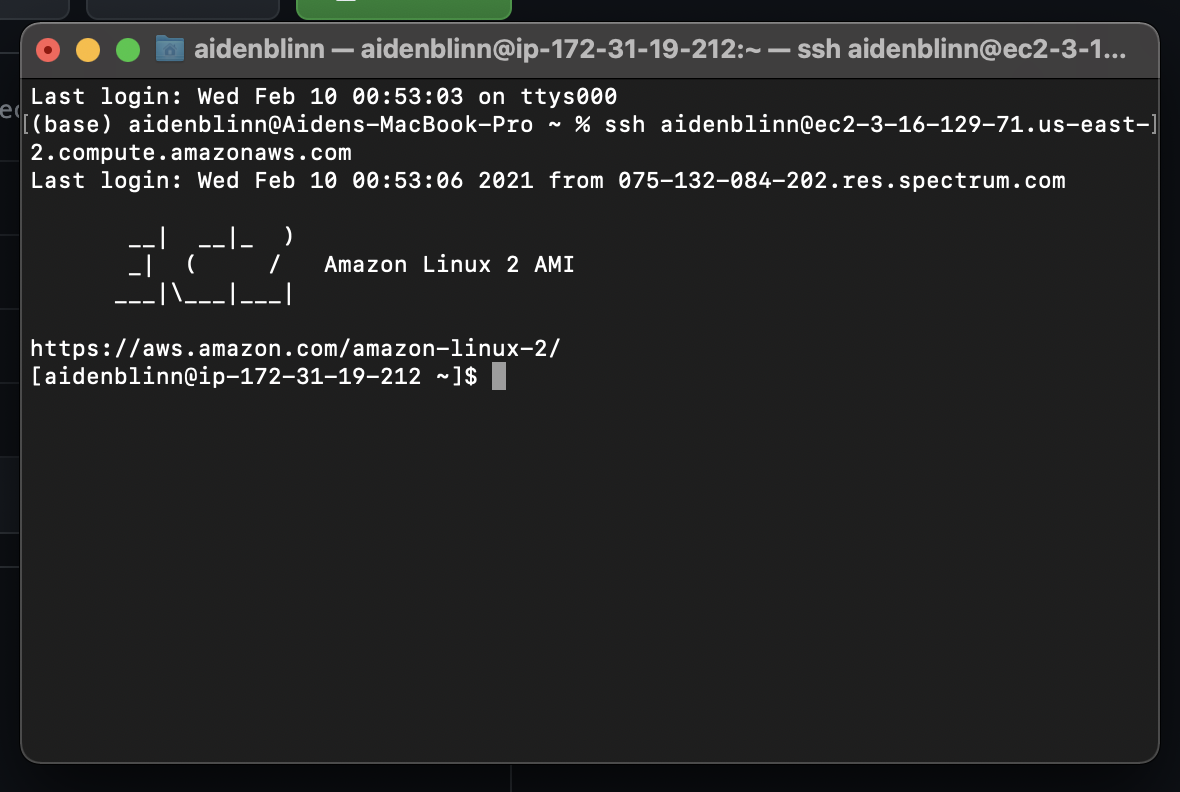 aidenblinn — aidenblinn@ip-172-31-19-212:~ — ssh aidenblinn@ec2-3-1...
Last login: Wed Feb 10 00:53:03 on ttys000
[(base) aidenblinn@Aidens-MacBook-Pro ~ % ssh aidenblinn@ec2-3-16-129-71.us-east-]
2.compute.amazonaws.com
Last login: Wed Feb 10 00:53:06 2021 from 075-132-084-202.res.spectrum.com

       __|  __|_  )
       _|  (     /   Amazon Linux 2 AMI
      ___|\___|___|

https://aws.amazon.com/amazon-linux-2/
[aidenblinn@ip-172-31-19-212 ~]$